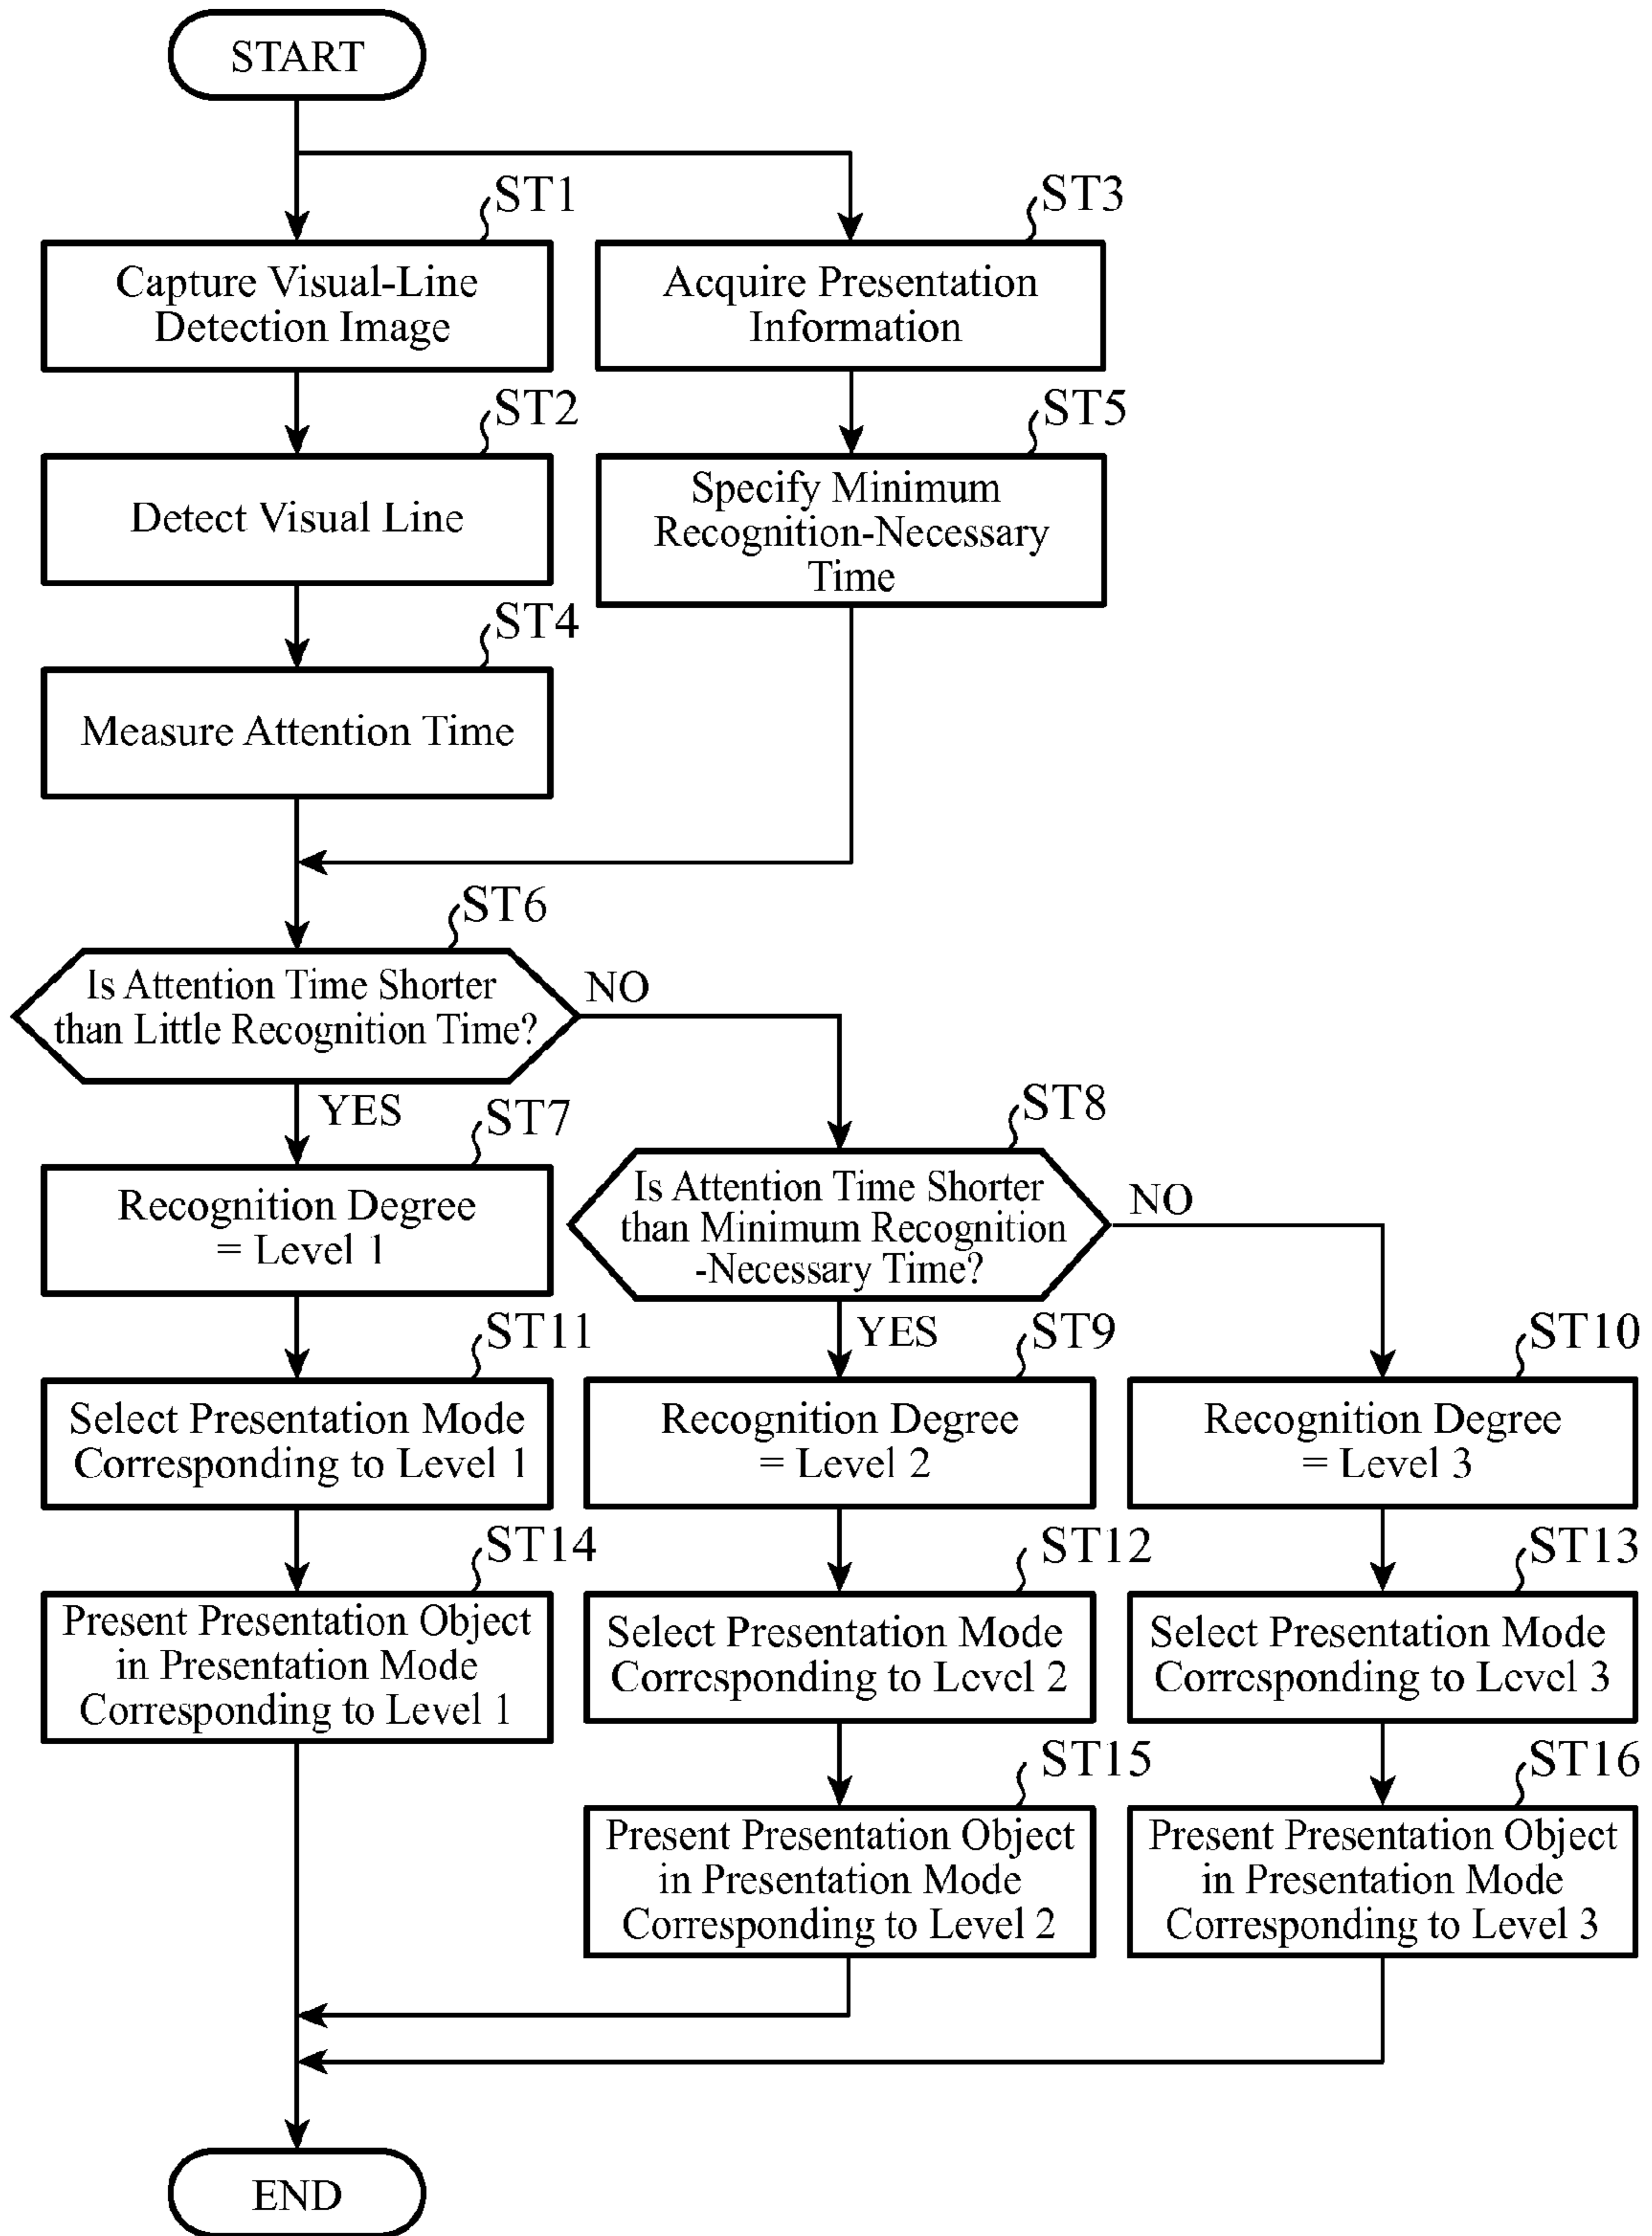 START
ST1
Capture Visual-Line
Detection Image
ST3
Acquire Presentation
Information
ST2
Detect Visual Line
ST5
Specify Minimum
Recognition-Necessary
Time
ST4
Measure Attention Time
ST6
Is Attention Time Shorter
than Little Recognition Time?
NO
YES
ST7
Recognition Degree
= Level 1
ST8
Is Attention Time Shorter
than Minimum Recognition
-Necessary Time?
NO
YES
ST11
Select Presentation Mode
Corresponding to Level 1
ST9
Recognition Degree
= Level 2
ST10
Recognition Degree
= Level 3
ST14
Present Presentation Object
in Presentation Mode
Corresponding to Level 1
ST12
Select Presentation Mode
Corresponding to Level 2
ST13
Select Presentation Mode
Corresponding to Level 3
ST15
Present Presentation Object
in Presentation Mode
Corresponding to Level 2
ST16
Present Presentation Object
in Presentation Mode
Corresponding to Level 3
END